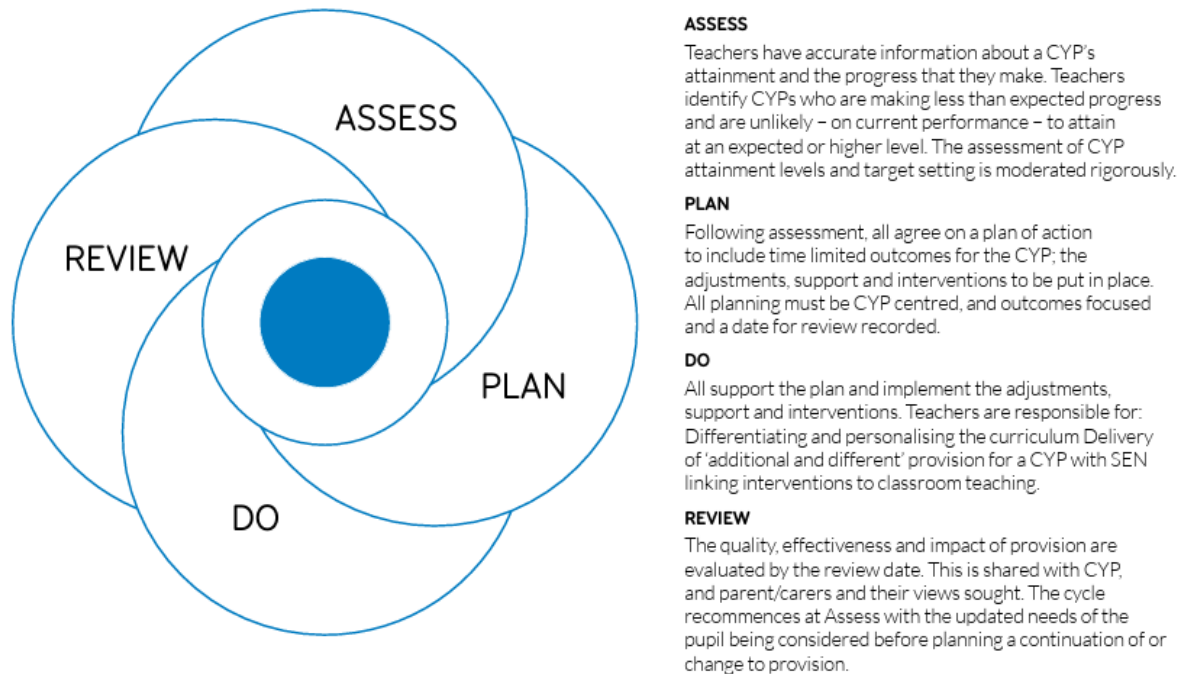 ASSESS
REVIEW
PLAN
DO
ASSESS
Teachers have accurate information about a CYP's
attainment and the progress that they make. Teachers
identify CYPs who are making less than expected progress
and are unlikely – on current performance – to attain
at an expected or higher level. The assessment of CYP
attainment levels and target setting is moderated rigorously.
PLAN
Following assessment, all agree on a plan of action
to include time limited outcomes for the CYP; the
adjustments, support and interventions to be put in place.
All planning must be CYP centred, and outcomes focused
and a date for review recorded.
DO
All support the plan and implement the adjustments,
support and interventions. Teachers are responsible for:
Differentiating and personalising the curriculum Delivery
of 'additional and different' provision for a CYP with SEN
linking interventions to classroom teaching.
REVIEW
The quality, effectiveness and impact of provision are
evaluated by the review date. This is shared with CYP,
and parent/carers and their views sought. The cycle
recommences at Assess with the updated needs of the
pupil being considered before planning a continuation of or
change to provision.